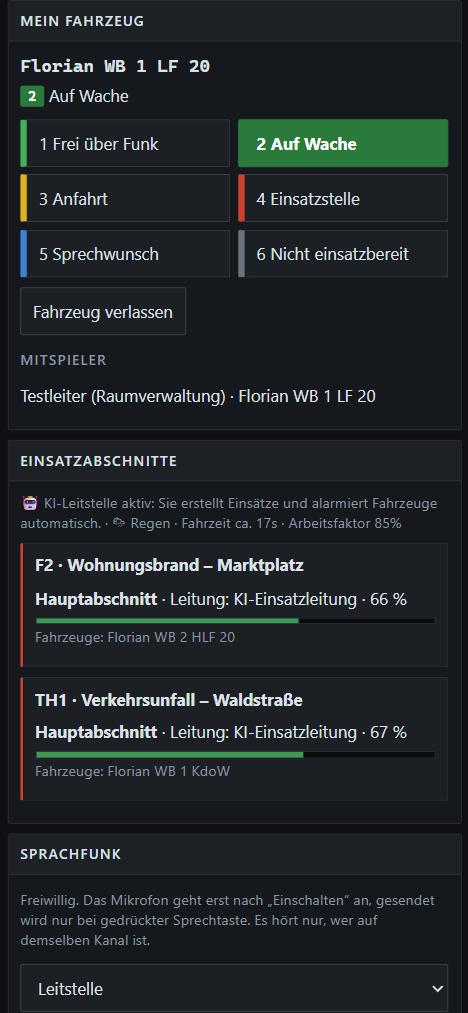 MEIN FAHRZEUG
Florian WB 1 LF 20
2 Auf Wache
1 Frei über Funk
2 Auf Wache
3 Anfahrt
4 Einsatzstelle
5 Sprechwunsch
6 Nicht einsatzbereit
Fahrzeug verlassen
MITSPIELER
Testleiter (Raumverwaltung) · Florian WB 1 LF 20
EINSATZABSCHNITTE
KI-Leitstelle aktiv: Sie erstellt Einsätze und alarmiert Fahrzeuge
automatisch. · Regen · Fahrzeit ca. 17s · Arbeitsfaktor 85%
F2 · Wohnungsbrand – Marktplatz
Hauptabschnitt · Leitung: KI-Einsatzleitung · 66 %
Fahrzeuge: Florian WB 2 HLF 20
TH1 · Verkehrsunfall – Waldstraße
Hauptabschnitt · Leitung: KI-Einsatzleitung · 67 %
Fahrzeuge: Florian WB 1 KdoW
SPRACHFUNK
Freiwillig. Das Mikrofon geht erst nach „Einschalten“ an, gesendet
wird nur bei gedrückter Sprechtaste. Es hört nur, wer auf
demselben Kanal ist.
Leitstelle